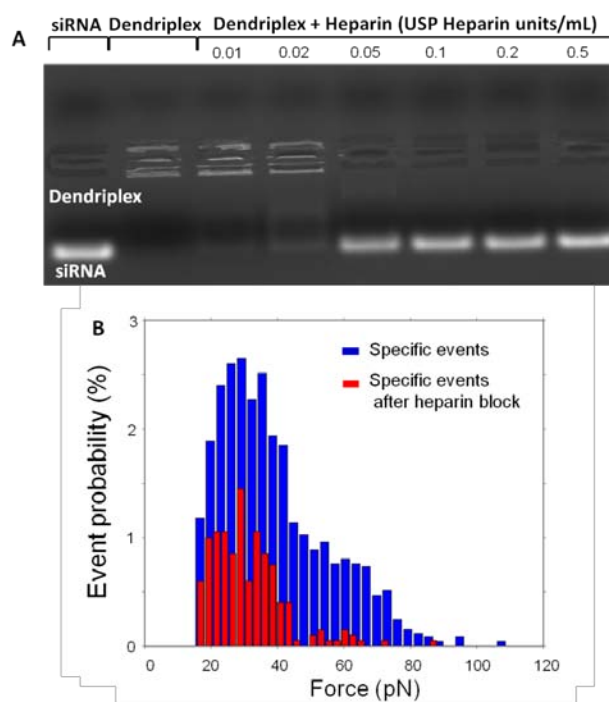 siRNA Dendriplex Dendriplex + Heparin (USP Heparin units/mL)
A
0.01 0.02 0.05 0.1 0.2 0.5
Dendriplex
siRNA
B
3
2
1
0
Event probability (%)
Specific events
Specific events
after heparin block
0 20 40 60 80 100 120
Force (pN)